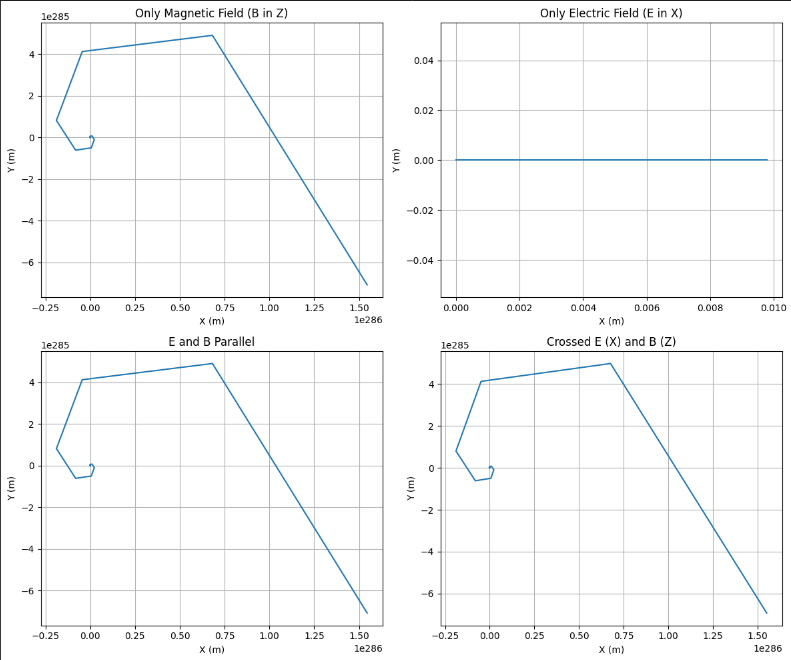 Only Magnetic Field (B in Z)
1e285
4
2
0
−2
−4
−6
Y (m)
−0.25 0.00 0.25 0.50 0.75 1.00 1.25 1.50
1e286
X (m)
Only Electric Field (E in X)
0.04
0.02
0.00
−0.02
−0.04
Y (m)
0.000 0.002 0.004 0.006 0.008 0.010
X (m)
E and B Parallel
1e285
4
2
0
−2
−4
−6
Y (m)
−0.25 0.00 0.25 0.50 0.75 1.00 1.25 1.50
1e286
X (m)
Crossed E (X) and B (Z)
1e285
4
2
0
−2
−4
−6
Y (m)
−0.25 0.00 0.25 0.50 0.75 1.00 1.25 1.50
1e286
X (m)